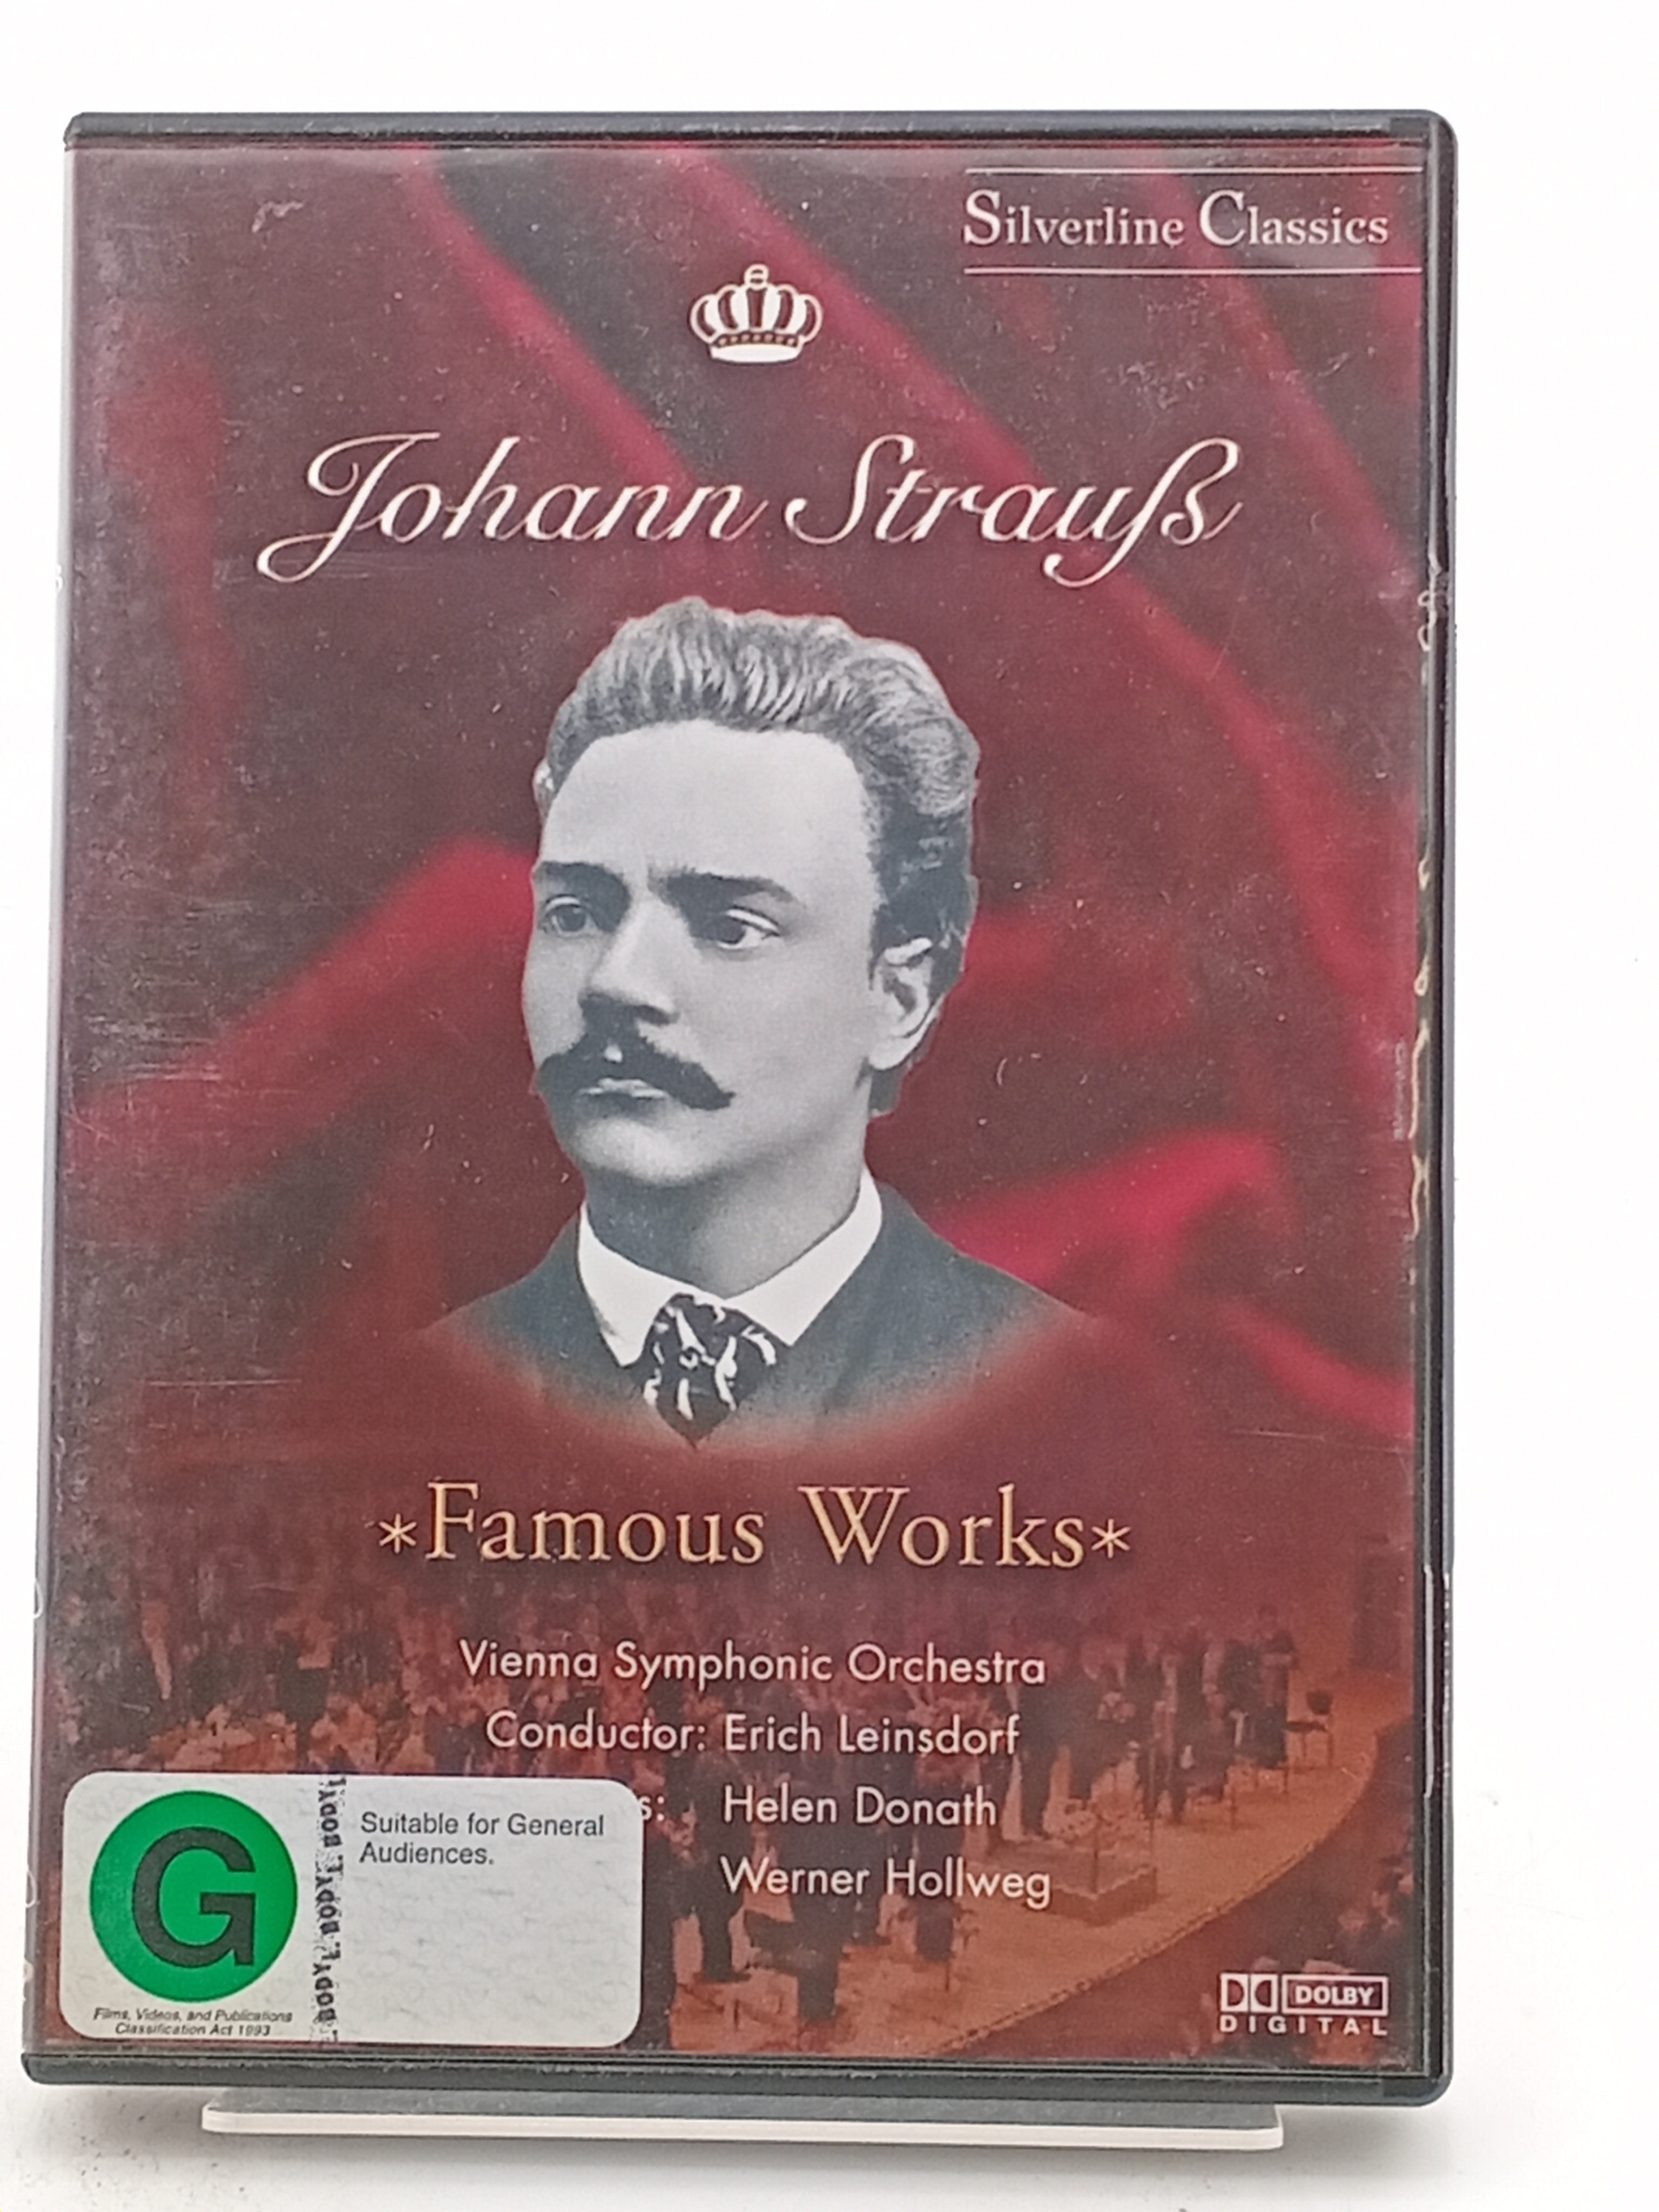 Silverline Classics
Johann Strauß
*Famous Works*
Vienna Symphonic Orchestra
Conductor: Erich Leinsdorf
s: Helen Donath
Werner Hollweg
G
Suitable for General
Audiences.
Films, Videos, and Publications
Classification Act 1993
DOLBY
DIGITAL